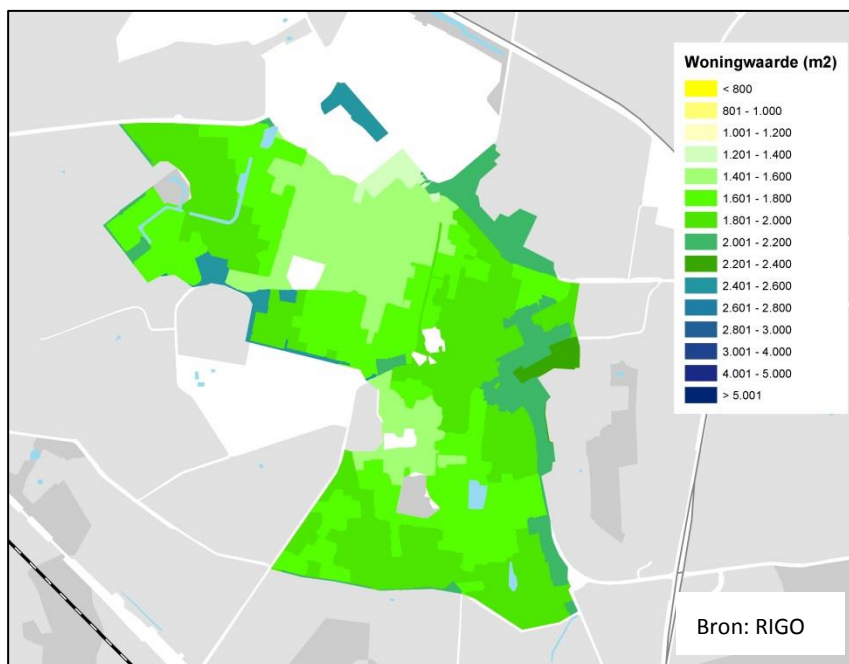 Woningwaarde (m2)
< 800
801 - 1.000
1.001 - 1.200
1.201 - 1.400
1.401 - 1.600
1.601 - 1.800
1.801 - 2.000
2.001 - 2.200
2.201 - 2.400
2.401 - 2.600
2.601 - 2.800
2.801 - 3.000
3.001 - 4.000
4.001 - 5.000
> 5.001
Bron: RIGO